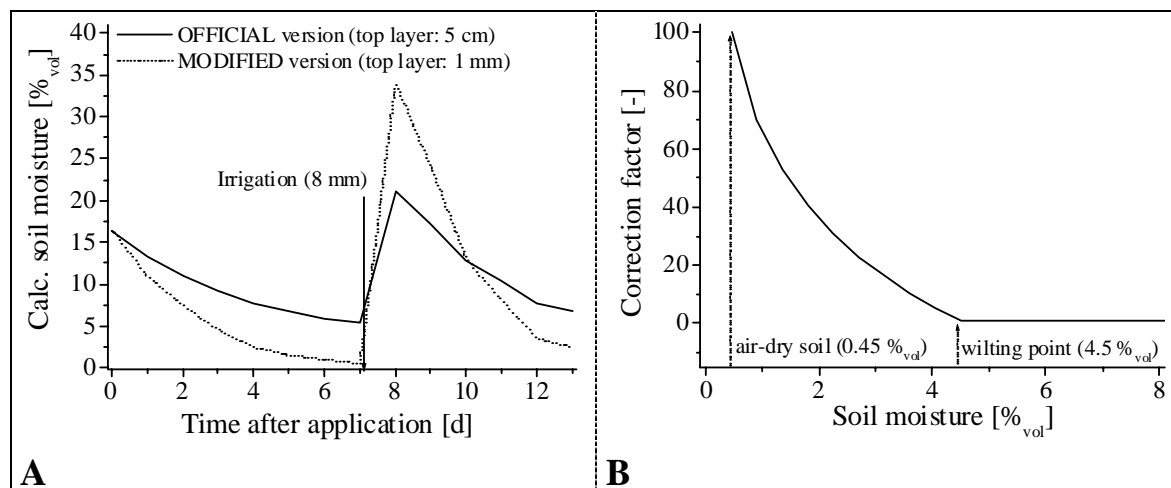 OFFICIAL version (top layer: 5 cm)
MODIFIED version (top layer: 1 mm)
Calc. soil moisture [%vol]
40
35
30
25
20
15
10
5
0
Irrigation (8 mm)
0 2 4 6 8 10 12
Time after application [d]
A
Correction factor [-]
100
80
60
40
20
0
air-dry soil (0.45 %vol)
wilting point (4.5 %vol)
0 2 4 6 8
Soil moisture [%vol]
B